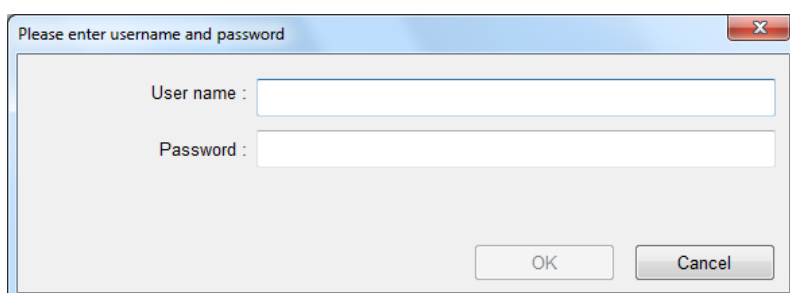 Please enter username and password
User name :
Password :
OK
Cancel